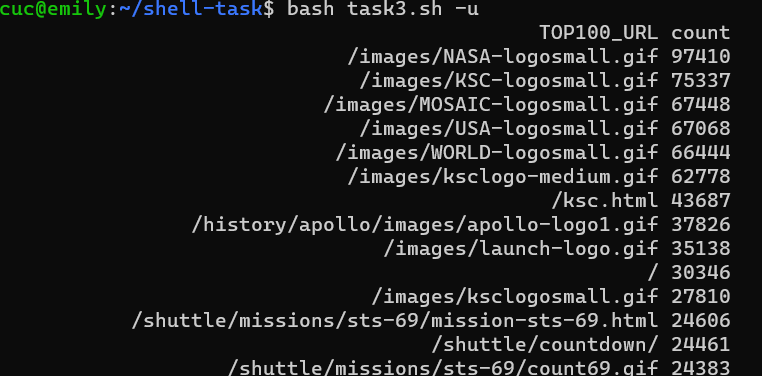 cuc@emily:~/shell-task$ bash task3.sh -u
TOP100_URL count
/images/NASA-logosmall.gif 97410
/images/KSC-logosmall.gif 75337
/images/MOSAIC-logosmall.gif 67448
/images/USA-logosmall.gif 67068
/images/WORLD-logosmall.gif 66444
/images/ksclogo-medium.gif 62778
/ksc.html 43687
/history/apollo/images/apollo-logo1.gif 37826
/images/launch-logo.gif 35138
/ 30346
/images/ksclogosmall.gif 27810
/shuttle/missions/sts-69/mission-sts-69.html 24606
/shuttle/countdown/ 24461
/shuttle/missions/sts-69/count69.gif 24383